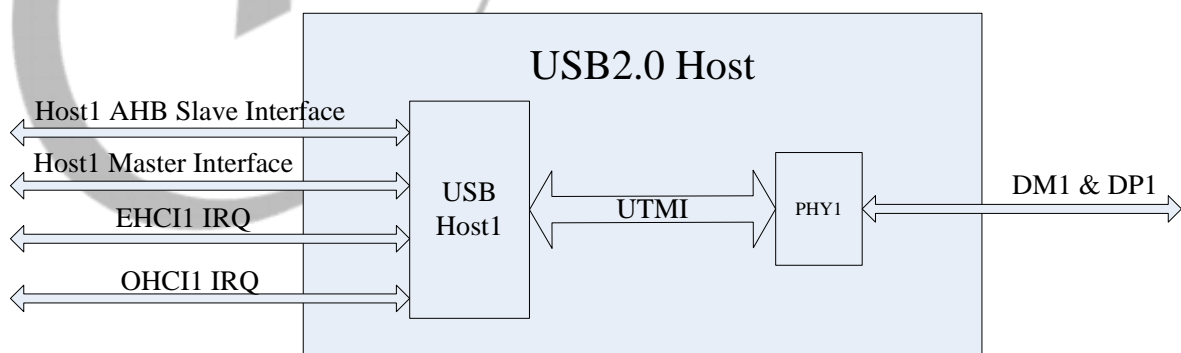 USB2.0 Host
Host1 AHB Slave Interface
Host1 Master Interface
EHCI1 IRQ
OHCI1 IRQ
USB
Host1
UTMI
PHY1
DM1 & DP1